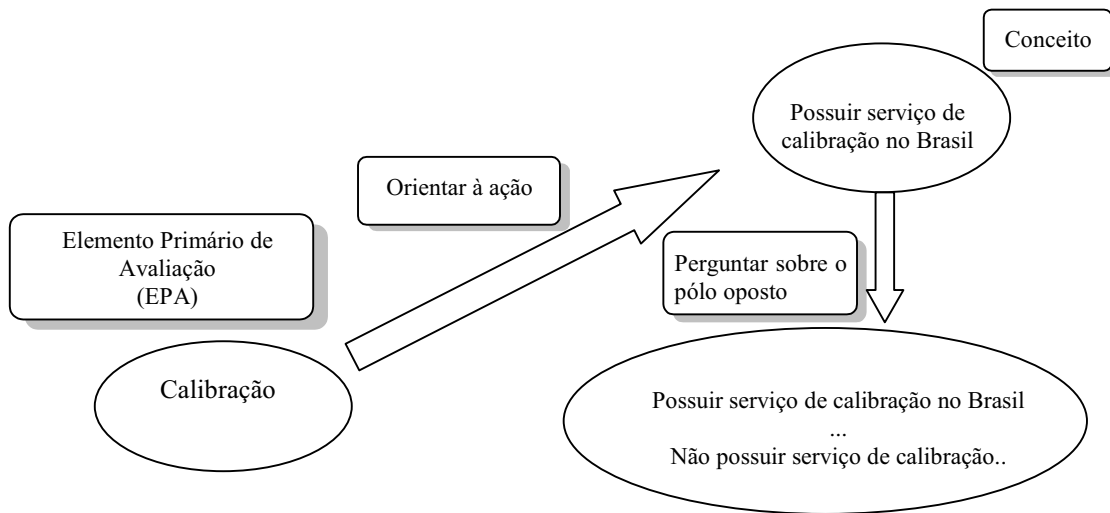 Conceito
Possuir serviço de
calibração no Brasil
Orientar à ação
Elemento Primário de
Avaliação
(EPA)
Perguntar sobre o
pólo oposto
Calibração
Possuir serviço de calibração no Brasil
...
Não possuir serviço de calibração..